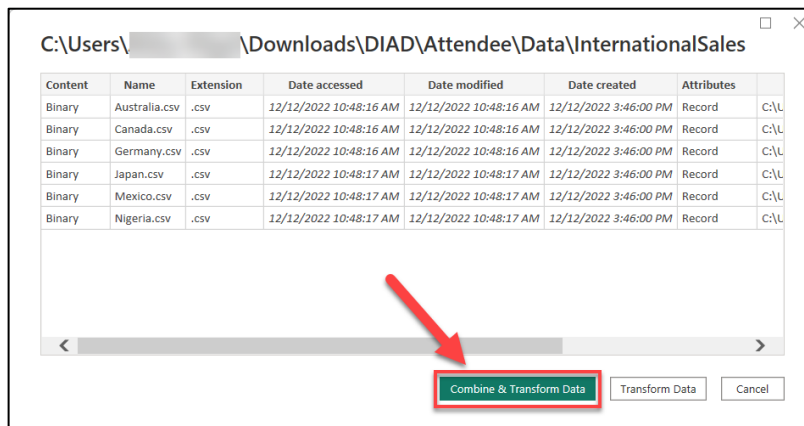 C:\Users\ \Downloads\DIAD\Attendee\Data\InternationalSales
Content Name Extension Date accessed Date modified Date created Attributes
Binary Australia.csv .csv 12/12/2022 10:48:16 AM 12/12/2022 10:48:16 AM 12/12/2022 3:46:00 PM Record C:\U
Binary Canada.csv .csv 12/12/2022 10:48:16 AM 12/12/2022 10:48:16 AM 12/12/2022 3:46:00 PM Record C:\U
Binary Germany.csv .csv 12/12/2022 10:48:16 AM 12/12/2022 10:48:16 AM 12/12/2022 3:46:00 PM Record C:\U
Binary Japan.csv .csv 12/12/2022 10:48:17 AM 12/12/2022 10:48:17 AM 12/12/2022 3:46:00 PM Record C:\U
Binary Mexico.csv .csv 12/12/2022 10:48:17 AM 12/12/2022 10:48:17 AM 12/12/2022 3:46:00 PM Record C:\U
Binary Nigeria.csv .csv 12/12/2022 10:48:17 AM 12/12/2022 10:48:17 AM 12/12/2022 3:46:00 PM Record C:\U
Combine & Transform Data Transform Data Cancel